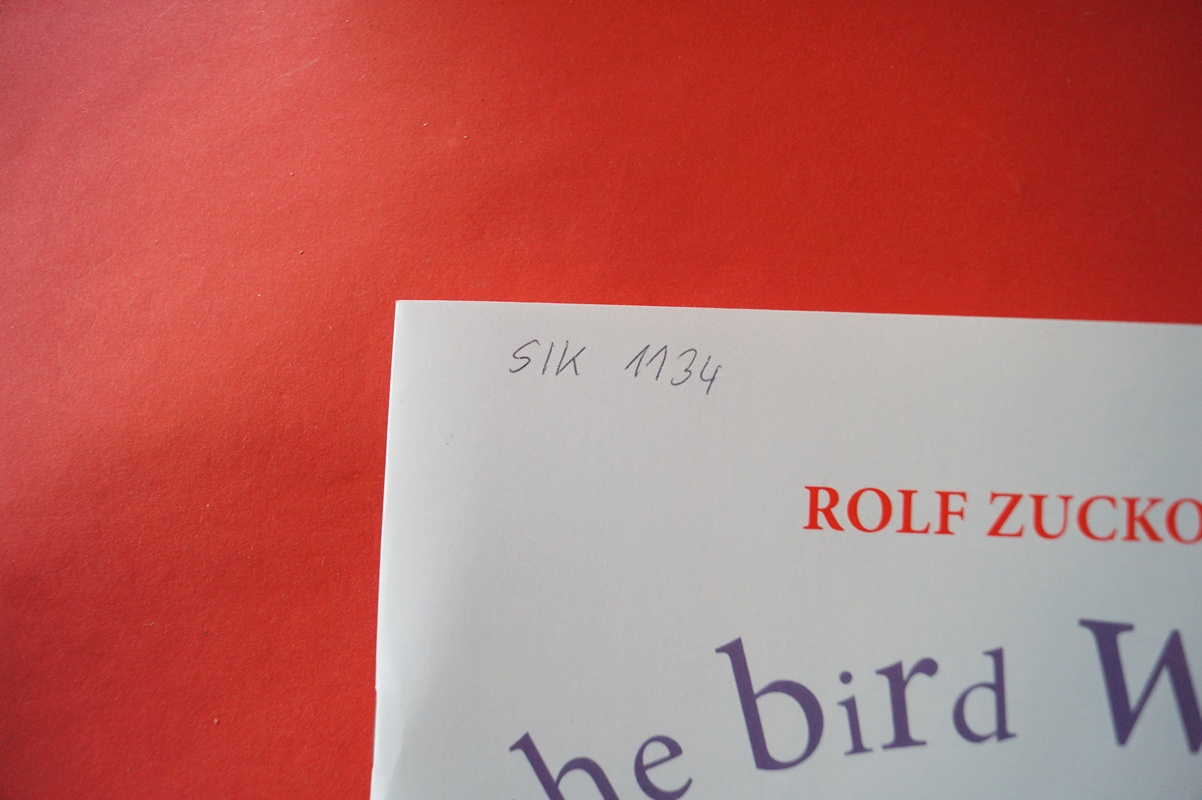 SIK 1134
ROLF ZUCKO
he bird W